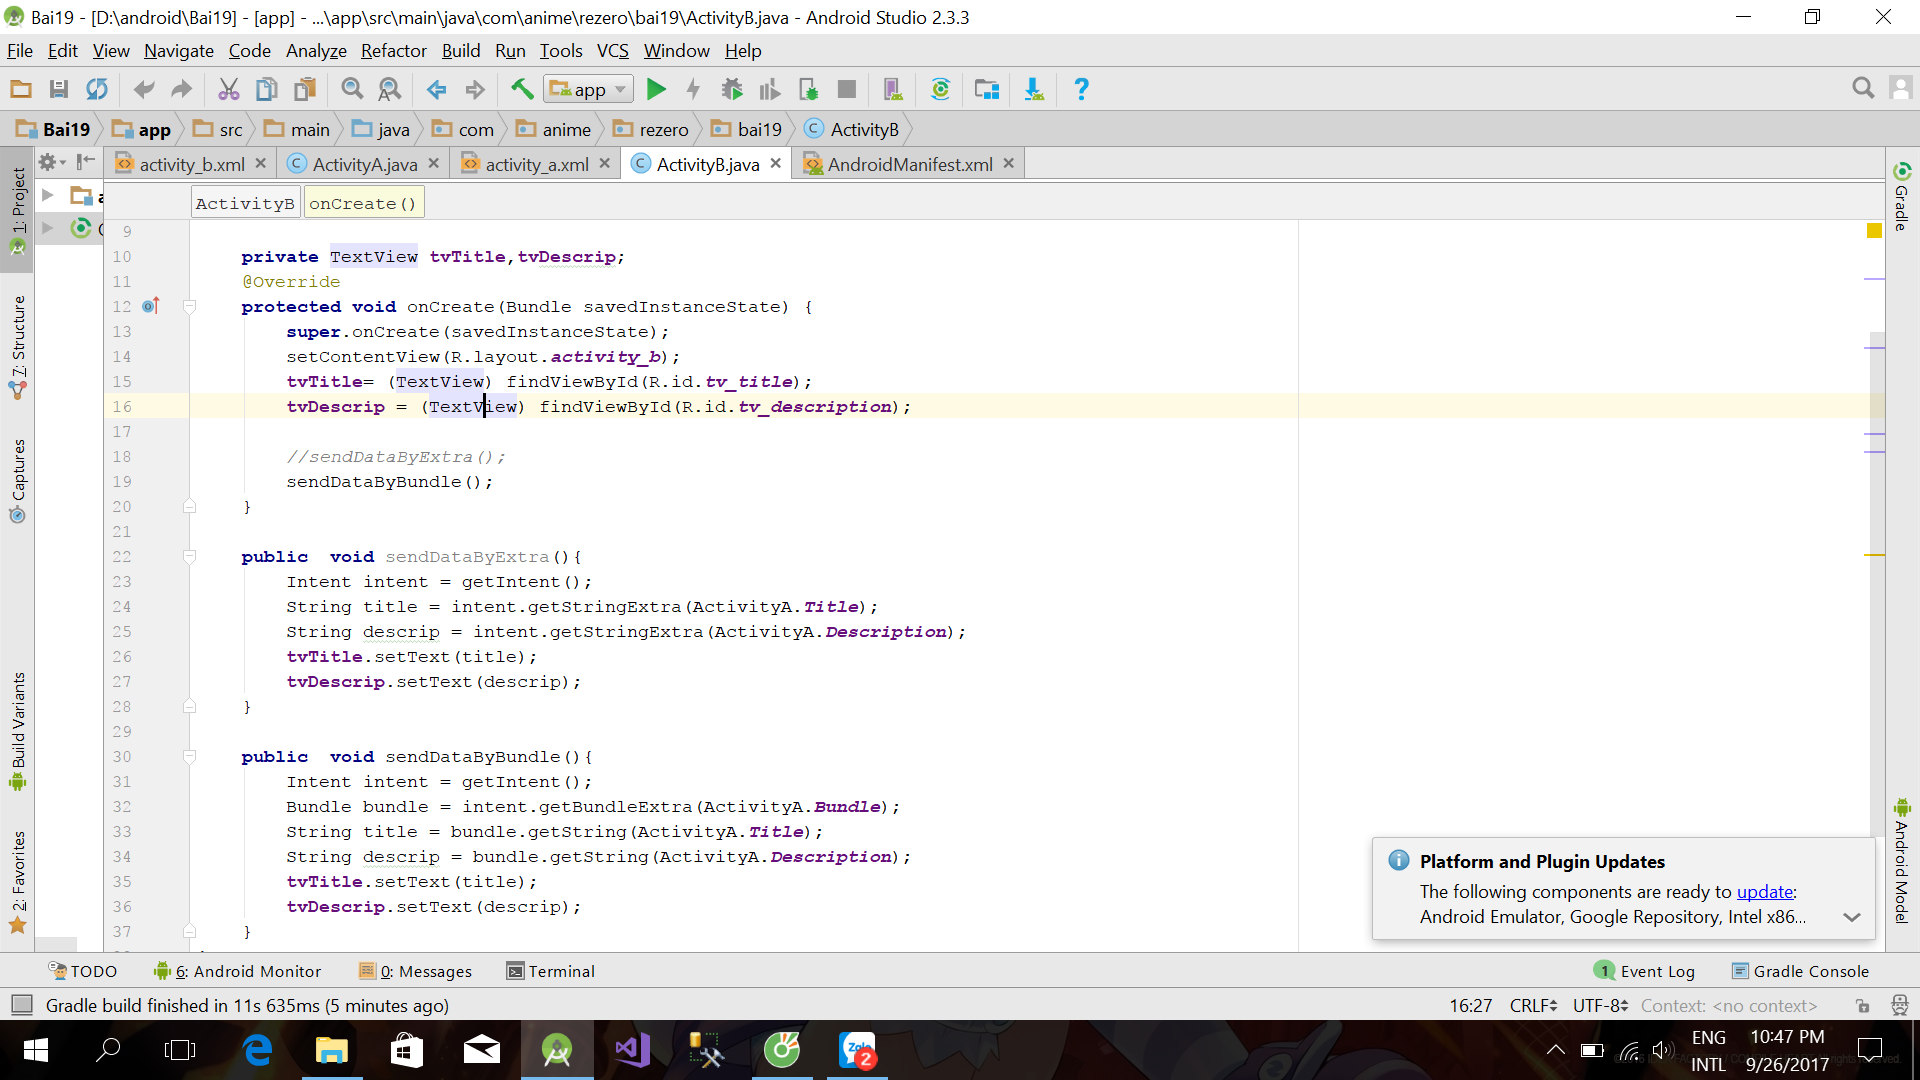 Bai19 - [D:\android\Bai19] - [app] - ...\app\src\main\java\com\anime\rezero\bai19\ActivityB.java - Android Studio 2.3.3
File Edit View Navigate Code Analyze Refactor Build Run Tools VCS Window Help
app
Bai19 app src main java com anime rezero bai19 ActivityB
activity_b.xml ActivityA.java activity_a.xml ActivityB.java AndroidManifest.xml
ActivityB onCreate()
1: Project
7: Structure
Captures
Build Variants
2: Favorites
9
10 private TextView tvTitle,tvDescrip;
11 @Override
12 protected void onCreate(Bundle savedInstanceState) {
13 super.onCreate(savedInstanceState);
14 setContentView(R.layout.activity_b);
15 tvTitle= (TextView) findViewById(R.id.tv_title);
16 tvDescrip = (TextView) findViewById(R.id.tv_description);
17
18 //sendDataByExtra();
19 sendDataByBundle();
20 }
21
22 public  void sendDataByExtra(){
23 Intent intent = getIntent();
24 String title = intent.getStringExtra(ActivityA.Title);
25 String descrip = intent.getStringExtra(ActivityA.Description);
26 tvTitle.setText(title);
27 tvDescrip.setText(descrip);
28 }
29
30 public  void sendDataByBundle(){
31 Intent intent = getIntent();
32 Bundle bundle = intent.getBundleExtra(ActivityA.Bundle);
33 String title = bundle.getString(ActivityA.Title);
34 String descrip = bundle.getString(ActivityA.Description);
35 tvTitle.setText(title);
36 tvDescrip.setText(descrip);
37 }
Gradle
Android Model
Platform and Plugin Updates
The following components are ready to update:
Android Emulator, Google Repository, Intel x86...
TODO 6: Android Monitor 0: Messages Terminal 1 Event Log Gradle Console
Gradle build finished in 11s 635ms (5 minutes ago) 16:27 CRLF UTF-8 Context: <no context>
Zalo 2
ENG 10:47 PM
INTL 9/26/2017